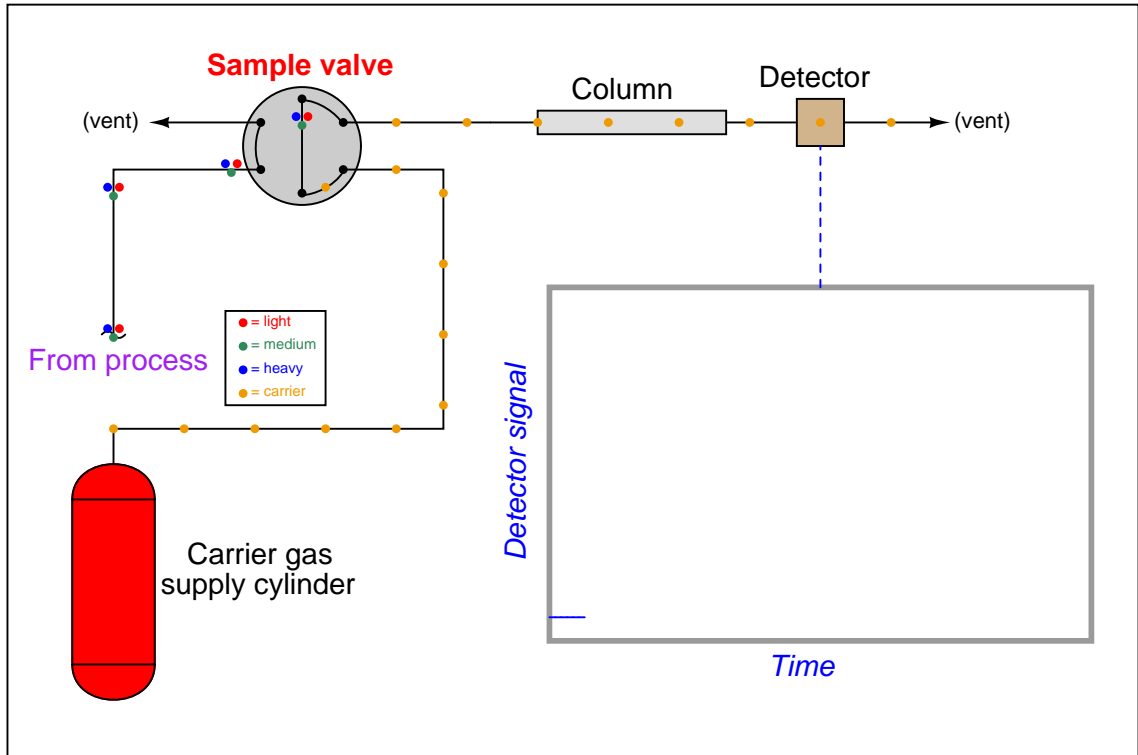 Sample valve
Column
Detector
(vent)
(vent)
= light
= medium
= heavy
= carrier
From process
Detector signal
Carrier gas
supply cylinder
Time